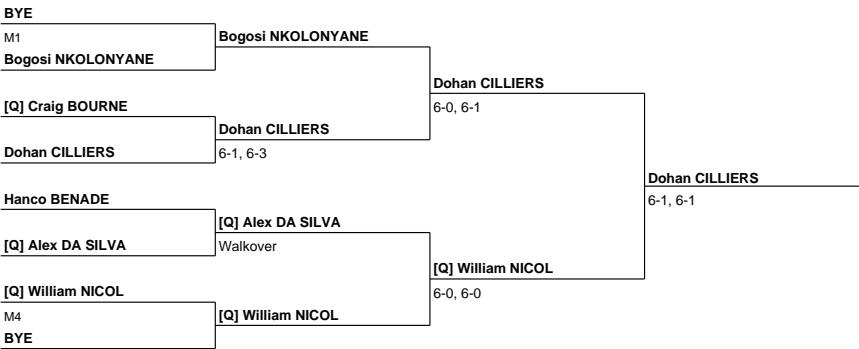 BYE
M1
Bogosi NKOLONYANE
Bogosi NKOLONYANE
[Q] Craig BOURNE
Dohan CILLIERS
Dohan CILLIERS
6-1, 6-3
Dohan CILLIERS
6-0, 6-1
Hanco BENADE
[Q] Alex DA SILVA
[Q] Alex DA SILVA
Walkover
[Q] William NICOL
M4
BYE
[Q] William NICOL
[Q] William NICOL
6-0, 6-0
Dohan CILLIERS
6-1, 6-1